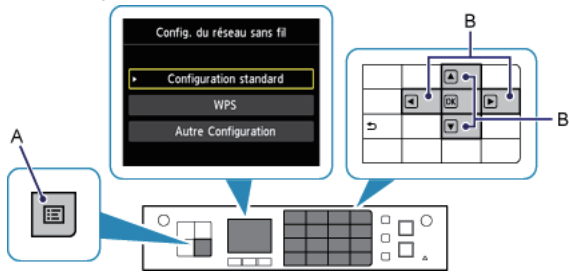 Config. du réseau sans fil
Configuration standard
WPS
Autre Configuration
A
B
OK
B